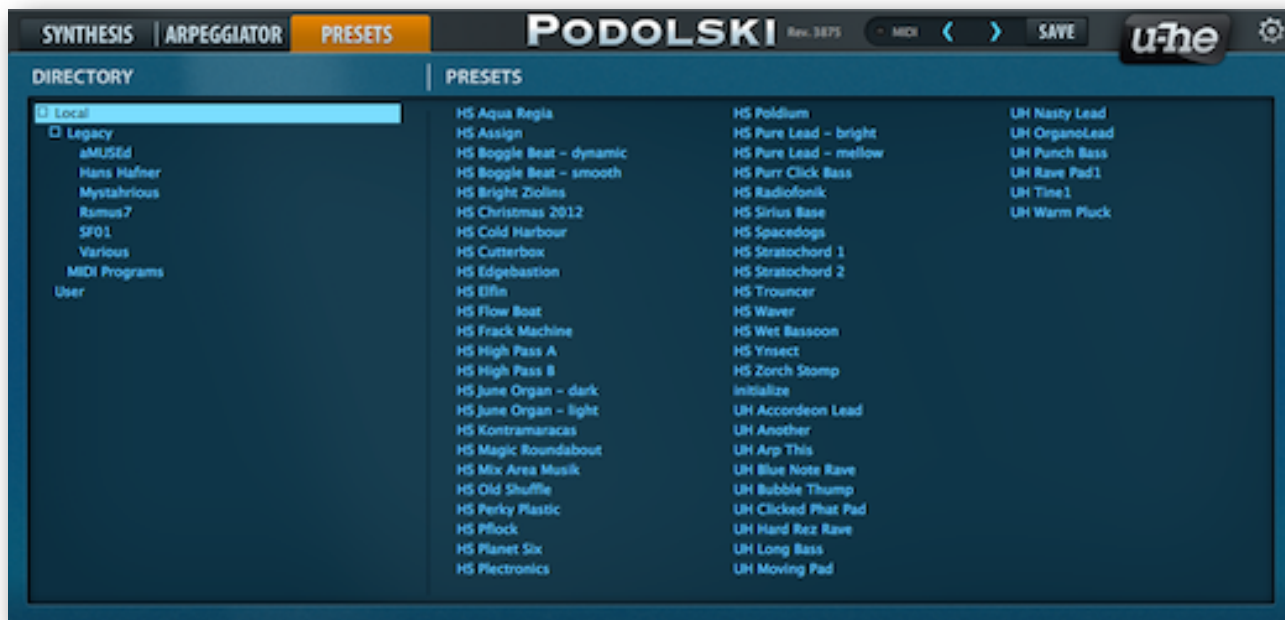 SYNTHESIS | ARPEGGIATOR PRESETS PODOLSKI Rev. 3875 MIDI SAVE u-he
DIRECTORY
Local
Legacy
aMUSEd
Hans Hafner
Mystahrious
Rsmus7
SF01
Various
MIDI Programs
User
PRESETS
HS Aqua Regia
HS Assign
HS Boggle Beat – dynamic
HS Boggle Beat – smooth
HS Bright Ziolins
HS Christmas 2012
HS Cold Harbour
HS Cutterbox
HS Edgebastion
HS Elfin
HS Flow Boat
HS Frack Machine
HS High Pass A
HS High Pass B
HS June Organ – dark
HS June Organ – light
HS Kontramaracas
HS Magic Roundabout
HS Mix Area Musik
HS Old Shuffle
HS Perky Plastic
HS Pflock
HS Planet Six
HS Plectronics
HS Poldium
HS Pure Lead – bright
HS Pure Lead – mellow
HS Purr Click Bass
HS Radiofonik
HS Sirius Base
HS Spacedogs
HS Stratochord 1
HS Stratochord 2
HS Trouncer
HS Waver
HS Wet Bassoon
HS Ynsect
HS Zorch Stomp
initialize
UH Accordeon Lead
UH Another
UH Arp This
UH Blue Note Rave
UH Bubble Thump
UH Clicked Phat Pad
UH Hard Rez Rave
UH Long Bass
UH Moving Pad
UH Nasty Lead
UH OrganoLead
UH Punch Bass
UH Rave Pad1
UH Tine1
UH Warm Pluck